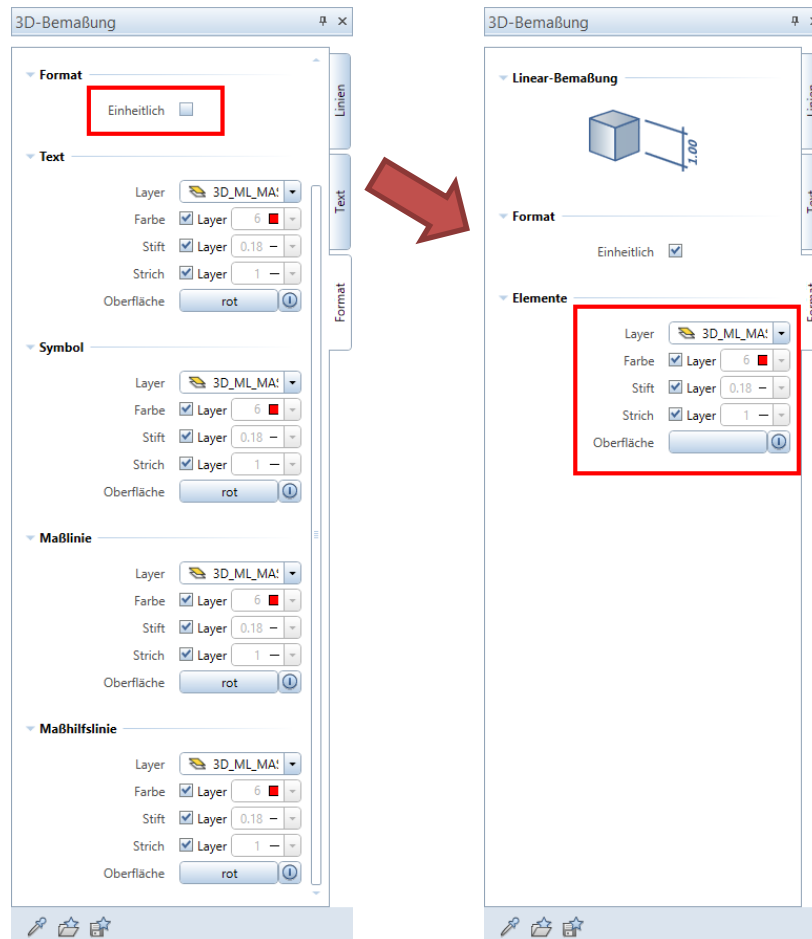 3D-Bemaßung
Format
Einheitlich
Text
Layer 3D_ML_MA
Farbe Layer 6
Stift Layer 0.18
Strich Layer 1
Oberfläche rot
Symbol
Layer 3D_ML_MA
Farbe Layer 6
Stift Layer 0.18
Strich Layer 1
Oberfläche rot
Maßlinie
Layer 3D_ML_MA
Farbe Layer 6
Stift Layer 0.18
Strich Layer 1
Oberfläche rot
Maßhilfslinie
Layer 3D_ML_MA
Farbe Layer 6
Stift Layer 0.18
Strich Layer 1
Oberfläche rot
Linien
Text
Format
3D-Bemaßung
Linear-Bemaßung
1.00
Format
Einheitlich
Elemente
Layer 3D_ML_MA
Farbe Layer 6
Stift Layer 0.18
Strich Layer 1
Oberfläche
Linien
Text
Format